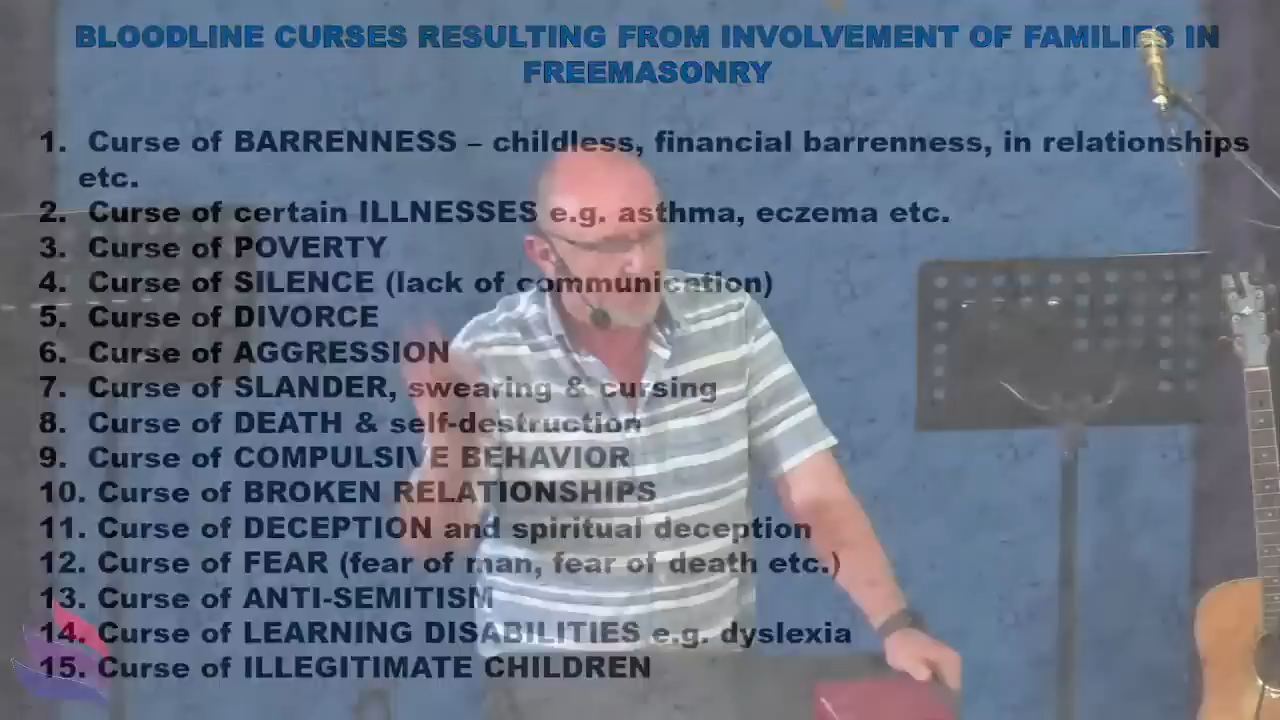 BLOODLINE CURSES RESULTING FROM INVOLVEMENT OF FAMILIES IN
FREEMASONRY
1. Curse of BARRENNESS – childless, financial barrenness, in relationships
etc.
2. Curse of certain ILLNESSES e.g. asthma, eczema etc.
3. Curse of POVERTY
4. Curse of SILENCE (lack of communication)
5. Curse of DIVORCE
6. Curse of AGGRESSION
7. Curse of SLANDER, swearing & cursing
8. Curse of DEATH & self-destruction
9. Curse of COMPULSIVE BEHAVIOR
10. Curse of BROKEN RELATIONSHIPS
11. Curse of DECEPTION and spiritual deception
12. Curse of FEAR (fear of man, fear of death etc.)
13. Curse of ANTI-SEMITISM
14. Curse of LEARNING DISABILITIES e.g. dyslexia
15. Curse of ILLEGITIMATE CHILDREN